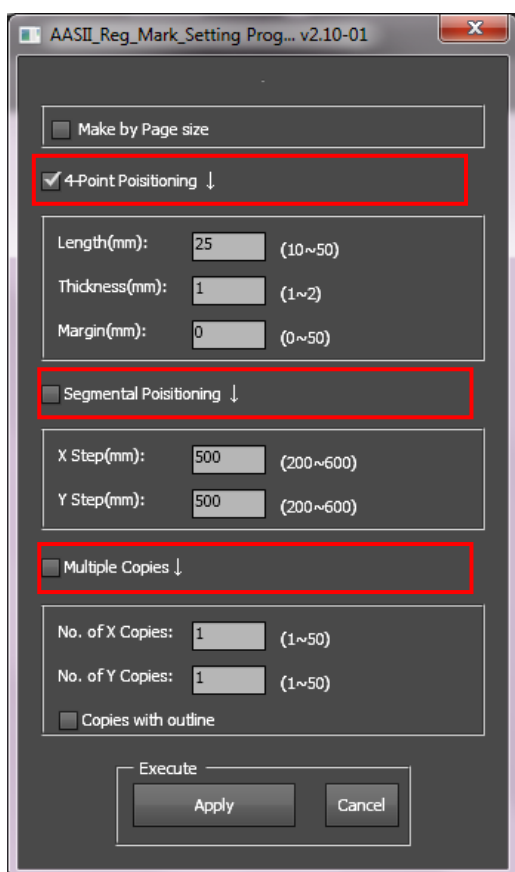 AASII_Reg_Mark_Setting Prog... v2.10-01
Make by Page size
4-Point Poisitioning ↓
Length(mm): 25 (10~50)
Thickness(mm): 1 (1~2)
Margin(mm): 0 (0~50)
Segmental Poisitioning ↓
X Step(mm): 500 (200~600)
Y Step(mm): 500 (200~600)
Multiple Copies ↓
No. of X Copies: 1 (1~50)
No. of Y Copies: 1 (1~50)
Copies with outline
Execute
Apply Cancel